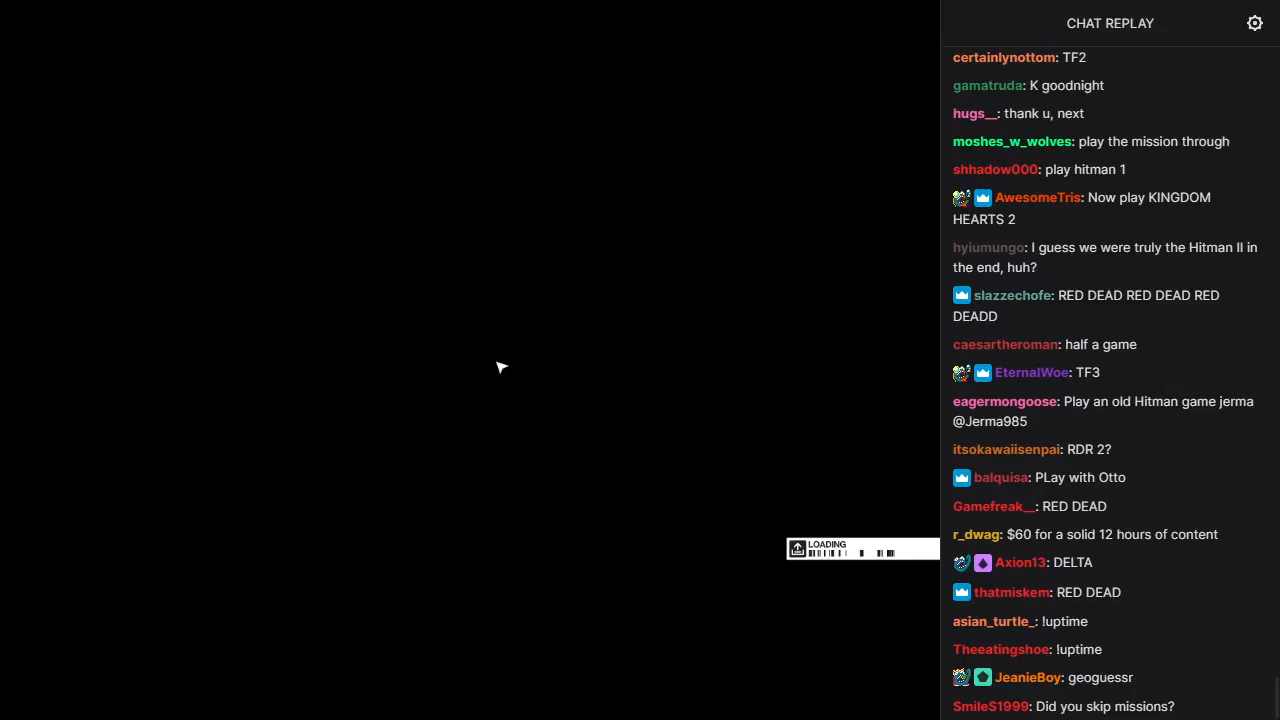 CHAT REPLAY
certainlynottom: TF2
gamatruda: K goodnight
hugs__: thank u, next
moshes_w_wolves: play the mission through
shhadow000: play hitman 1
AwesomeTris: Now play KINGDOM
HEARTS 2
hyiumungo: I guess we were truly the Hitman II in
the end, huh?
slazzechofe: RED DEAD RED DEAD RED
DEADD
caesartheroman: half a game
EternalWoe: TF3
eagermongoose: Play an old Hitman game jerma
@Jerma985
itsokawaiisenpai: RDR 2?
balquisa: PLay with Otto
Gamefreak__: RED DEAD
r_dwag: $60 for a solid 12 hours of content
LOADING
Axion13: DELTA
thatmiskem: RED DEAD
asian_turtle_: !uptime
Theeatingshoe: !uptime
JeanieBoy: geoguessr
SmileS1999: Did you skip missions?